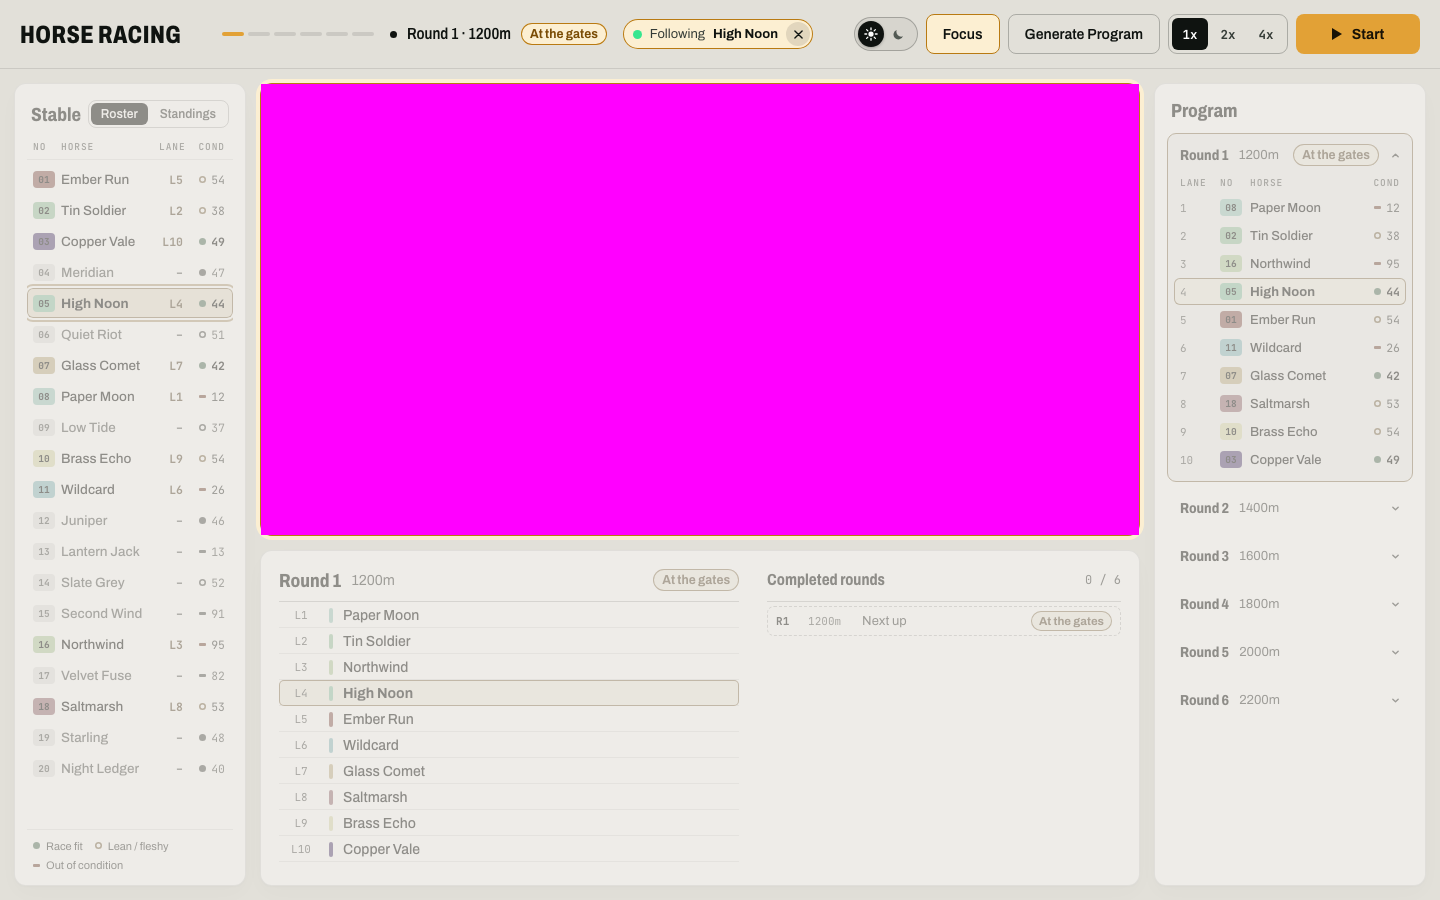 HORSE RACING
Round 1 · 1200m
At the gates
Following High Noon
Focus
Generate Program
1x
2x
4x
Start
Stable
Roster
Standings
NO HORSE LANE COND
01 Ember Run L5 54
02 Tin Soldier L2 38
03 Copper Vale L10 49
04 Meridian – 47
05 High Noon L4 44
06 Quiet Riot – 51
07 Glass Comet L7 42
08 Paper Moon L1 12
09 Low Tide – 37
10 Brass Echo L9 54
11 Wildcard L6 26
12 Juniper – 46
13 Lantern Jack – 13
14 Slate Grey – 52
15 Second Wind – 91
16 Northwind L3 95
17 Velvet Fuse – 82
18 Saltmarsh L8 53
19 Starling – 48
20 Night Ledger – 40
Race fit
Lean / fleshy
Out of condition
Round 1 1200m
At the gates
L1 Paper Moon
L2 Tin Soldier
L3 Northwind
L4 High Noon
L5 Ember Run
L6 Wildcard
L7 Glass Comet
L8 Saltmarsh
L9 Brass Echo
L10 Copper Vale
Completed rounds
0 / 6
R1 1200m Next up At the gates
Program
Round 1 1200m At the gates
LANE NO HORSE COND
1 08 Paper Moon 12
2 02 Tin Soldier 38
3 16 Northwind 95
4 05 High Noon 44
5 01 Ember Run 54
6 11 Wildcard 26
7 07 Glass Comet 42
8 18 Saltmarsh 53
9 10 Brass Echo 54
10 03 Copper Vale 49
Round 2 1400m
Round 3 1600m
Round 4 1800m
Round 5 2000m
Round 6 2200m